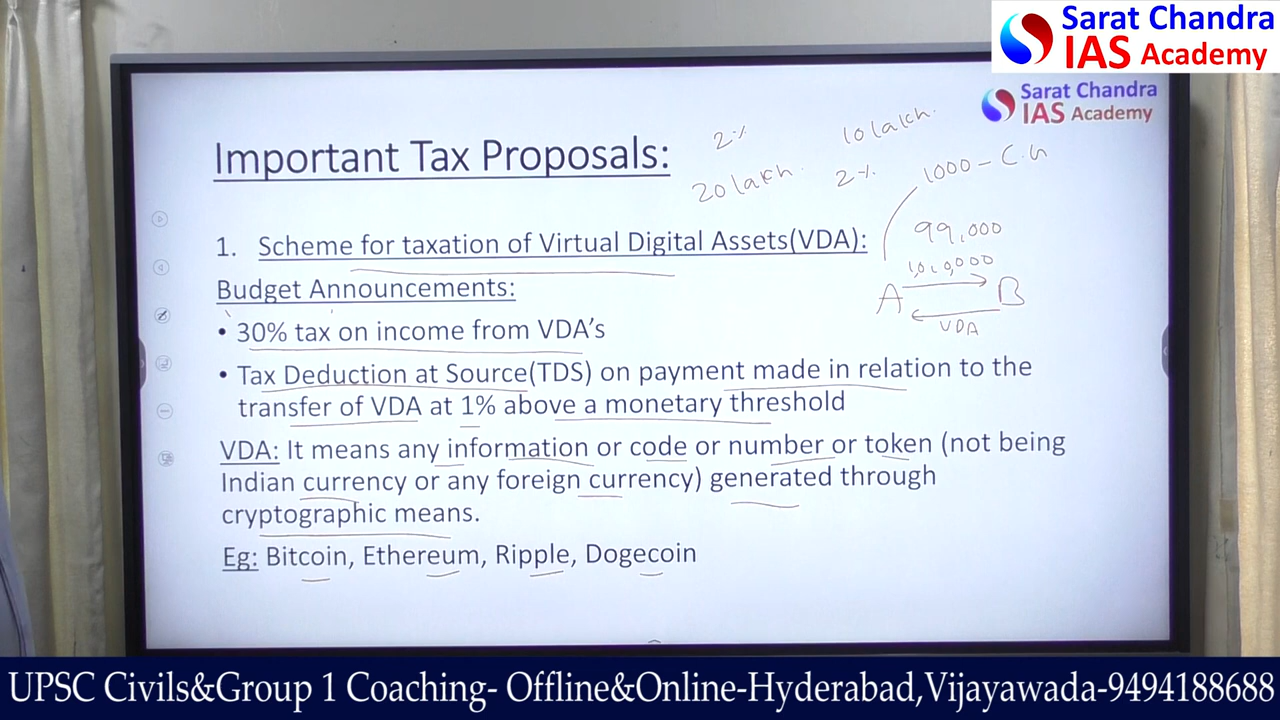 Sarat Chandra
IAS Academy
Sarat Chandra
IAS Academy
Important Tax Proposals:
2%
10 lakh.
20 lakh.
2%
1000 - C.G
99,000
1,00,000
A
B
VDA
1. Scheme for taxation of Virtual Digital Assets(VDA):
Budget Announcements:
• 30% tax on income from VDA’s
• Tax Deduction at Source(TDS) on payment made in relation to the
transfer of VDA at 1% above a monetary threshold
VDA: It means any information or code or number or token (not being
Indian currency or any foreign currency) generated through
cryptographic means.
Eg: Bitcoin, Ethereum, Ripple, Dogecoin
UPSC Civils&Group 1 Coaching- Offline&Online-Hyderabad,Vijayawada-9494188688